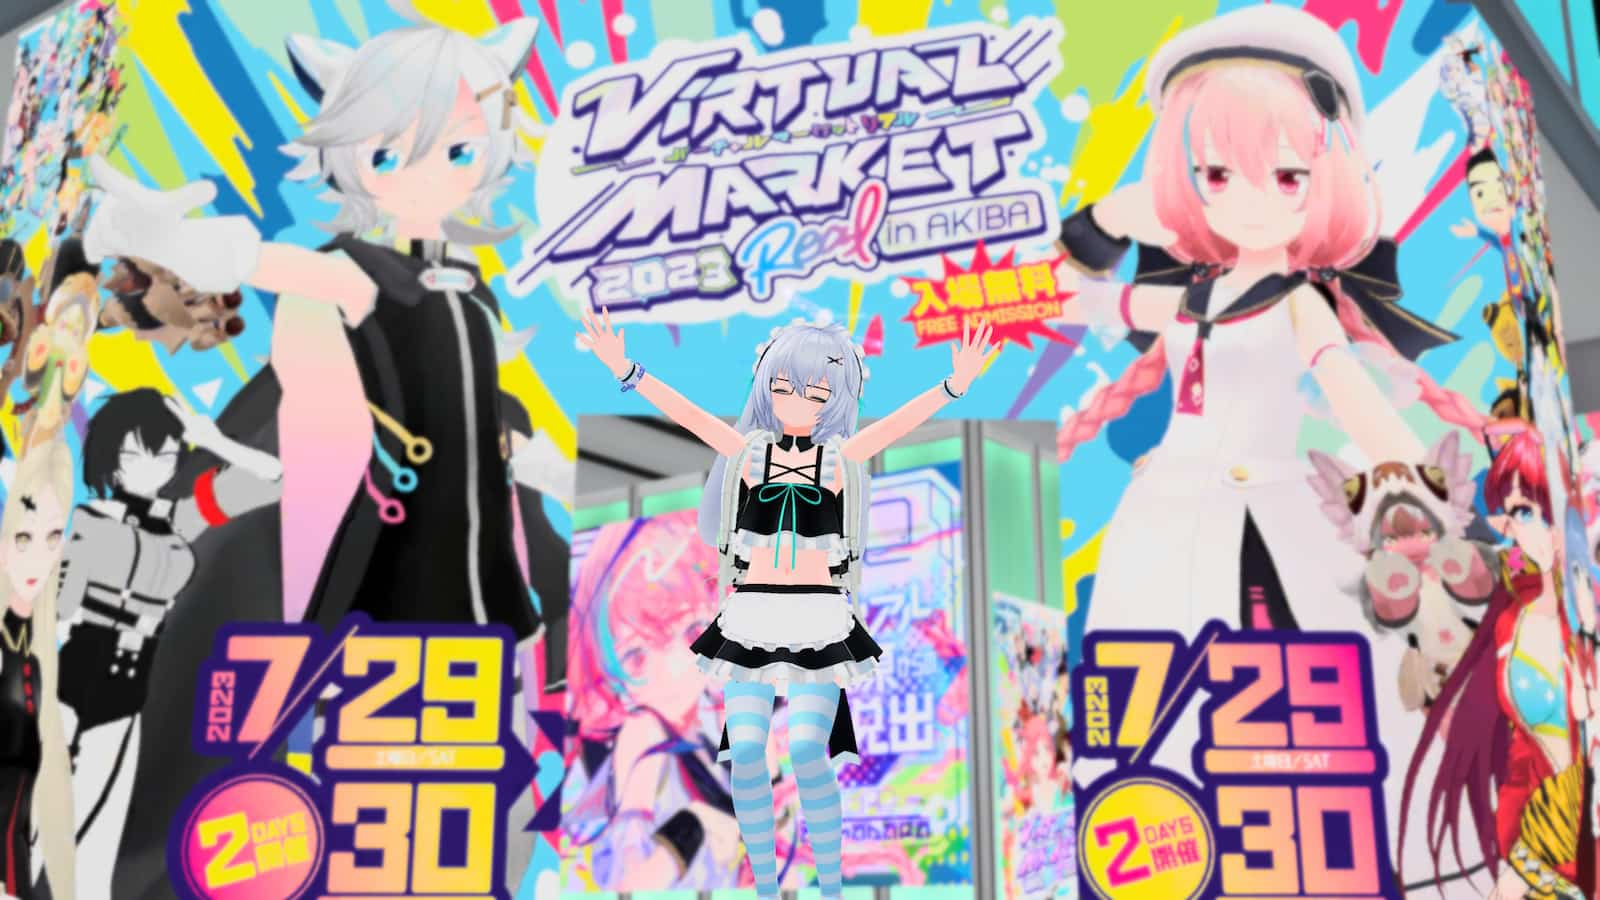 VIRTUAL
バーチャルマーケット リアル
MARKET
2023 Real in AKIBA
入場無料
FREE ADMISSION
2023 7/29
土曜日/SAT
2 DAYS 開催
30
2023 7/29
土曜日/SAT
2 DAYS 開催
30
脱出